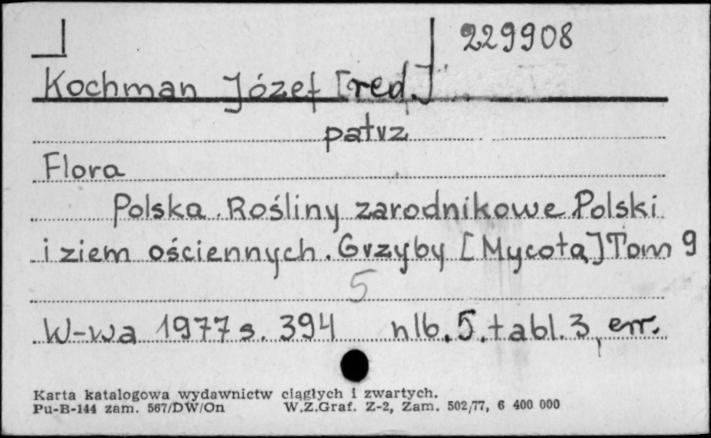 229908
Kochman Józef [red.]
patrz
Flora
Polska. Rośliny zarodnikowe Polski
i ziem ościennych. Grzyby [Mycota] Tom 9
5
W-wa 1977 s. 394 nlb. 5. tabl. 3, err.
Karta katalogowa wydawnictw ciągłych i zwartych.
Pu-B-144 zam. 567/DW/On W.Z.Graf. Z-2, Zam. 502/77, 6 400 000